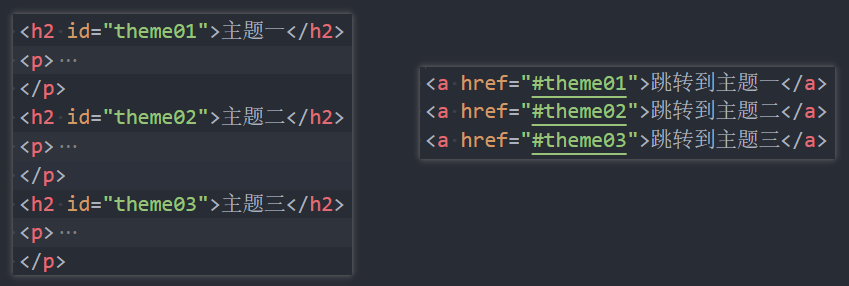 <h2 id="theme01">主题一</h2>
<p>…
</p>
<h2 id="theme02">主题二</h2>
<p>…
</p>
<h2 id="theme03">主题三</h2>
<p>…
</p>
<a href="#theme01">跳转到主题一</a>
<a href="#theme02">跳转到主题二</a>
<a href="#theme03">跳转到主题三</a>